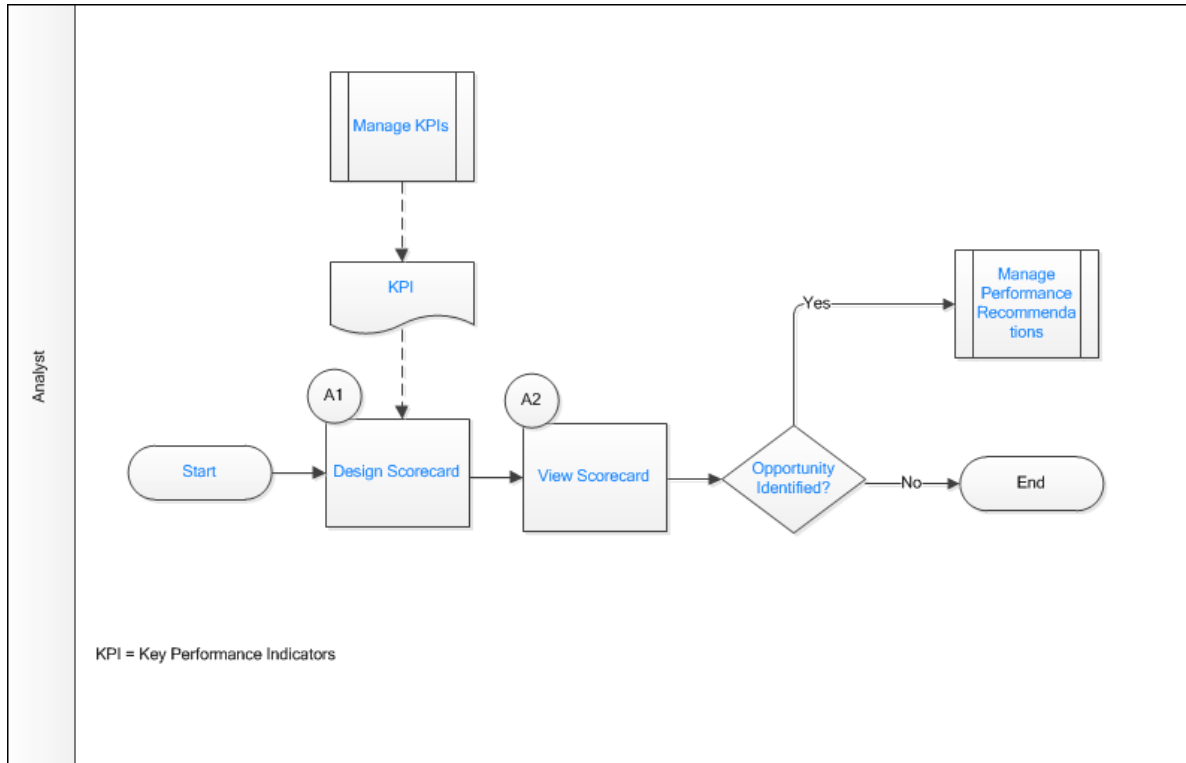 Analyst
Manage KPIs
KPI
A1
A2
Start
Design Scorecard
View Scorecard
Opportunity
Identified?
Yes
Manage
Performance
Recommenda
tions
No
End
KPI = Key Performance Indicators